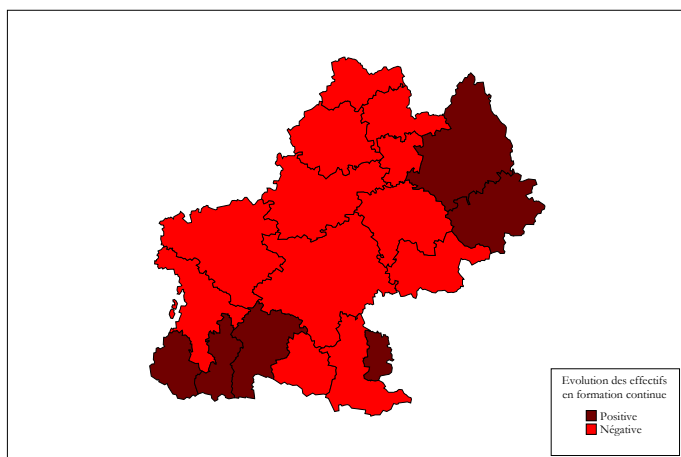 Evolution des effectifs
en formation continue
Positive
Négative